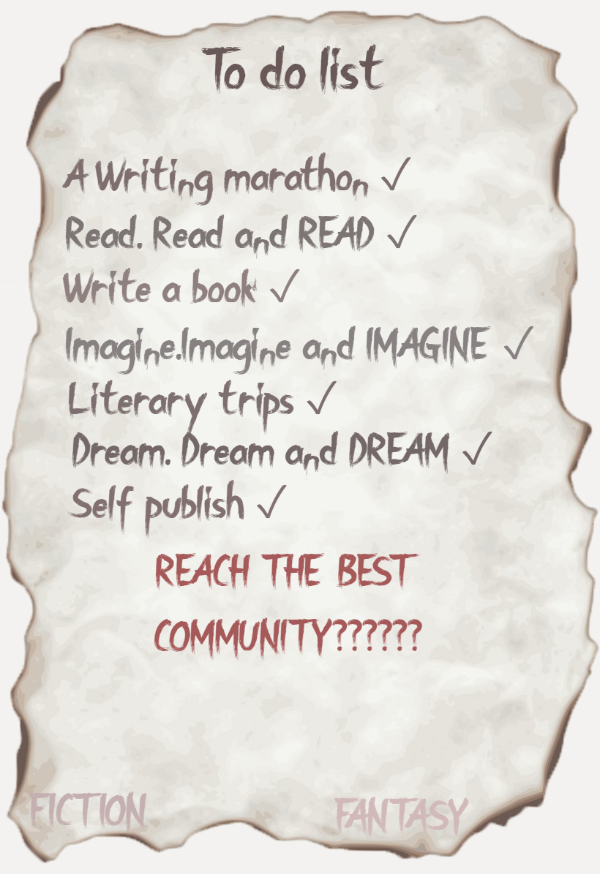 To do list
A Writing marathon ✓
Read. Read and READ ✓
Write a book ✓
Imagine.Imagine and IMAGINE ✓
Literary trips ✓
Dream. Dream and DREAM ✓
Self publish ✓
REACH THE BEST
COMMUNITY??????
FICTION FANTASY